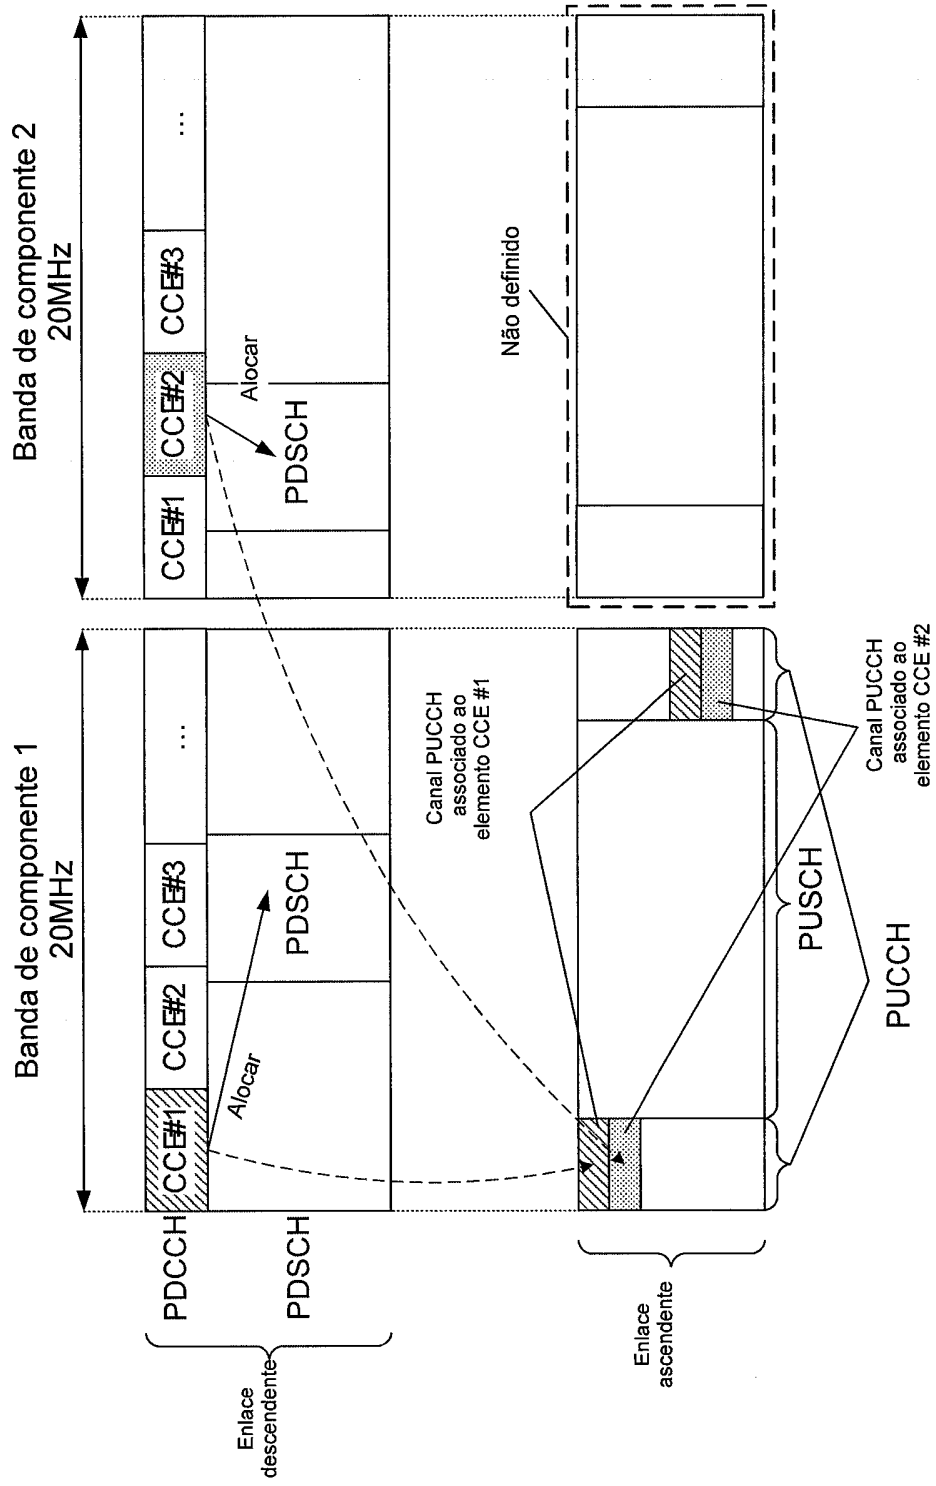 Banda de componente 1
20MHz
Banda de componente 2
20MHz
PDCCH
CCE#1
CCE#2
CCE#3
...
CCE#1
CCE#2
CCE#3
...
Enlace
descendente
PDSCH
Alocar
PDSCH
Alocar
PDSCH
Canal PUCCH
associado ao
elemento CCE #1
Não definido
Enlace
ascendente
PUSCH
PUCCH
Canal PUCCH
associado ao
elemento CCE #2